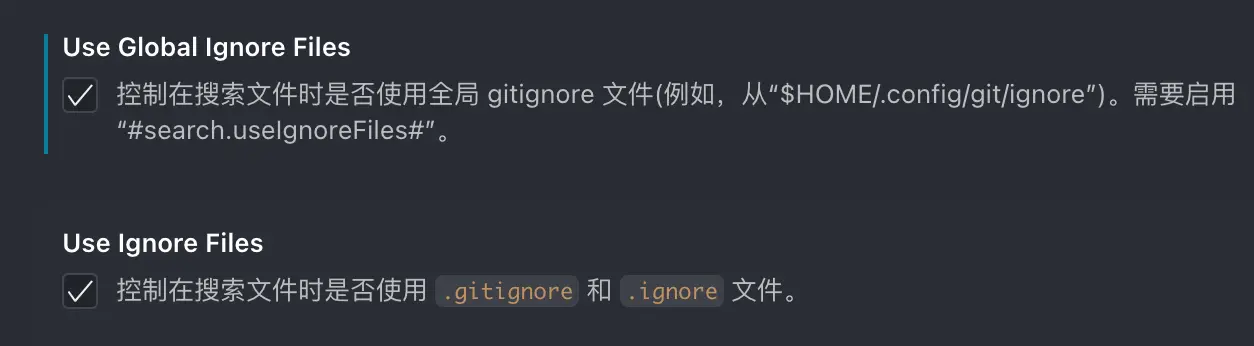 Use Global Ignore Files
控制在搜索文件时是否使用全局 gitignore 文件(例如，从“$HOME/.config/git/ignore”)。需要启用
“#search.useIgnoreFiles#”。
Use Ignore Files
控制在搜索文件时是否使用 .gitignore 和 .ignore 文件。